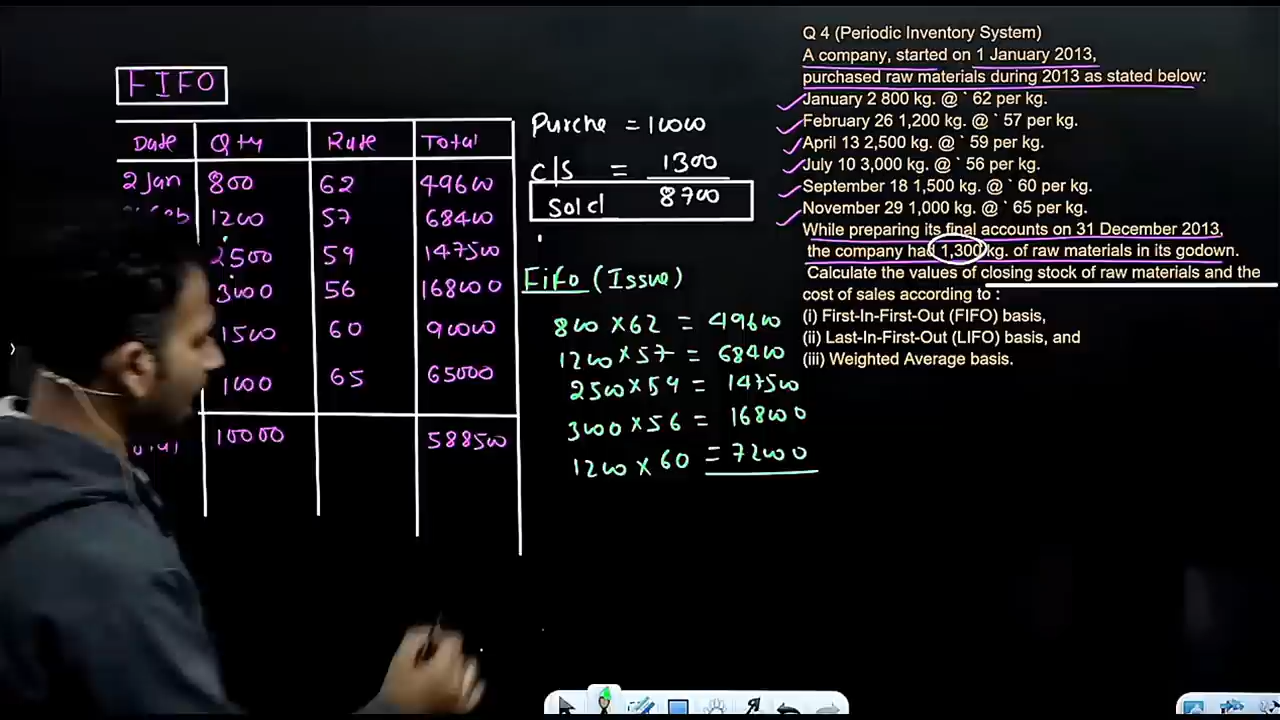 FIFO
Date Qty Rate Total
2 Jan 800 62 49600
1200 57 68400
2500 59 147500
3000 56 168000
1500 60 90000
1000 65 65000
10000 588500
Purche = 10000
C/S = 1300
Sold 8700
Fifo (Issue)
800 × 62 = 49600
1200 × 57 = 68400
2500 × 59 = 147500
3000 × 56 = 168000
1200 × 60 = 72000
Q 4 (Periodic Inventory System)
A company, started on 1 January 2013,
purchased raw materials during 2013 as stated below:
January 2 800 kg. @ ` 62 per kg.
February 26 1,200 kg. @ ` 57 per kg.
April 13 2,500 kg. @ ` 59 per kg.
July 10 3,000 kg. @ ` 56 per kg.
September 18 1,500 kg. @ ` 60 per kg.
November 29 1,000 kg. @ ` 65 per kg.
While preparing its final accounts on 31 December 2013,
the company had 1,300 kg. of raw materials in its godown.
Calculate the values of closing stock of raw materials and the
cost of sales according to :
(i) First-In-First-Out (FIFO) basis,
(ii) Last-In-First-Out (LIFO) basis, and
(iii) Weighted Average basis.